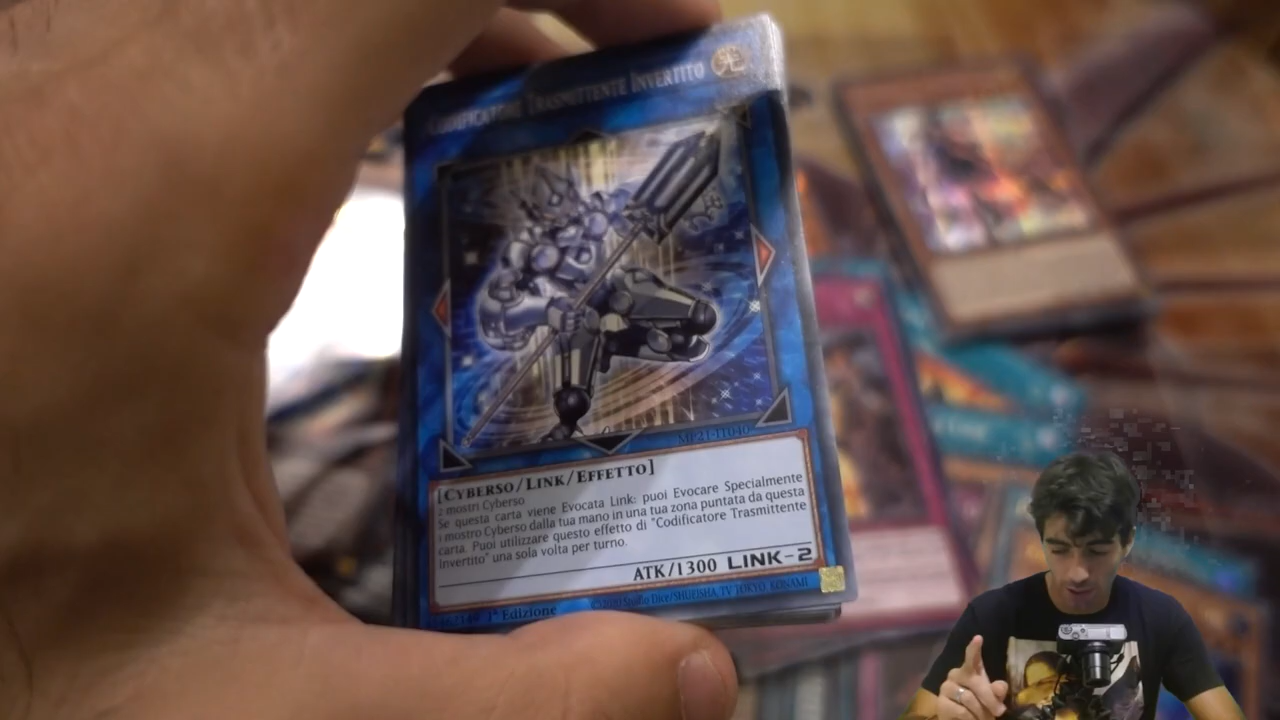 CODIFICATORE TRASMITTENTE INVERTITO
光
MP21-IT040
[CYBERSO/LINK/EFFETTO]
2 mostri Cyberso
Se questa carta viene Evocata Link: puoi Evocare Specialmente
1 mostro Cyberso dalla tua mano in una tua zona puntata da questa
carta. Puoi utilizzare questo effetto di "Codificatore Trasmittente
Invertito" una sola volta per turno.
ATK/1300 LINK-2
1ª Edizione
©2020 Studio Dice/SHUEISHA, TV TOKYO, KONAMI